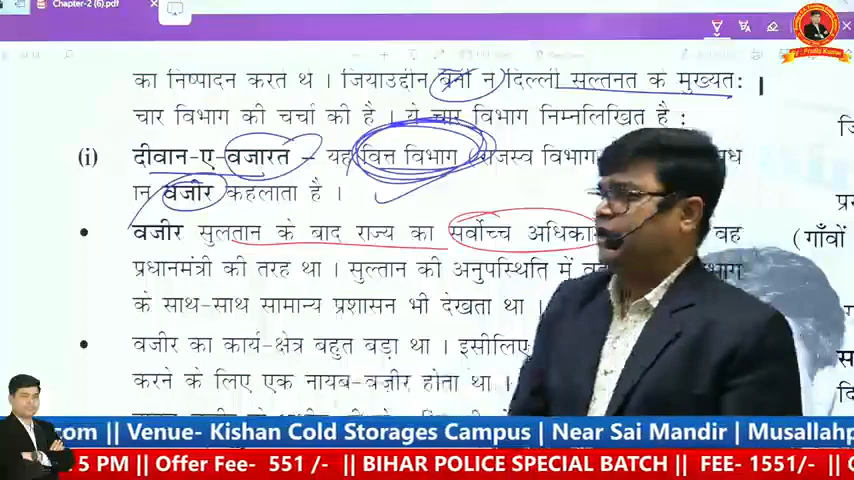 Chapter-2 (6).pdf
का निष्पादन करते थे । जियाउद्दीन बर्नी ने दिल्ली सल्तनत के मुख्यतः
चार विभाग की चर्चा की है । ये चार विभाग निम्नलिखित है :
(i) दीवान-ए-वजारत – यह वित्त विभाग राजस्व विभाग
वजीर कहलाता है ।
• वजीर सुलतान के बाद राज्य का सर्वोच्च वह
प्रधानमंत्री की तरह था । सुल्तान की अनुपस्थिति में
के साथ-साथ सामान्य प्रशासन भी देखता था ।
• वजीर का कार्य-क्षेत्र बहुत बड़ा था । इसीलिए
करने के लिए एक नायब-वज़ीर होता था ।
(गाँवों
.com || Venue- Kishan Cold Storages Campus | Near Sai Mandir | Musallahp
5 PM || Offer Fee- 551 /- || BIHAR POLICE SPECIAL BATCH || FEE- 1551/- ||